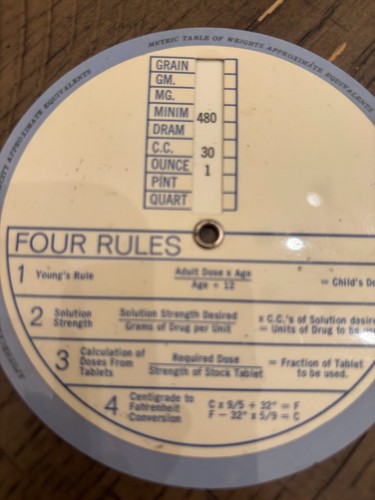 METRIC TABLE OF WEIGHTS APPROXIMATE EQUIVALENTS
APPROXIMATE EQUIVALENTS
GRAIN
GM.
MG.
MINIM 480
DRAM
C.C. 30
OUNCE 1
PINT
QUART
FOUR RULES
1 Young's Rule Adult Dose x Age = Child's
Age + 12
2 Solution Solution Strength Desired x C.C.'s of Solution
Strength Grams of Drug per Unit = Units of Drug to be
3 Calculation of Required Dose = Fraction of Tablet
Doses From Strength of Stock Tablet to be used.
Tablets
4 Centigrade to C x 9/5 + 32° = F
Fahrenheit F – 32° x 5/9 = C
Conversion